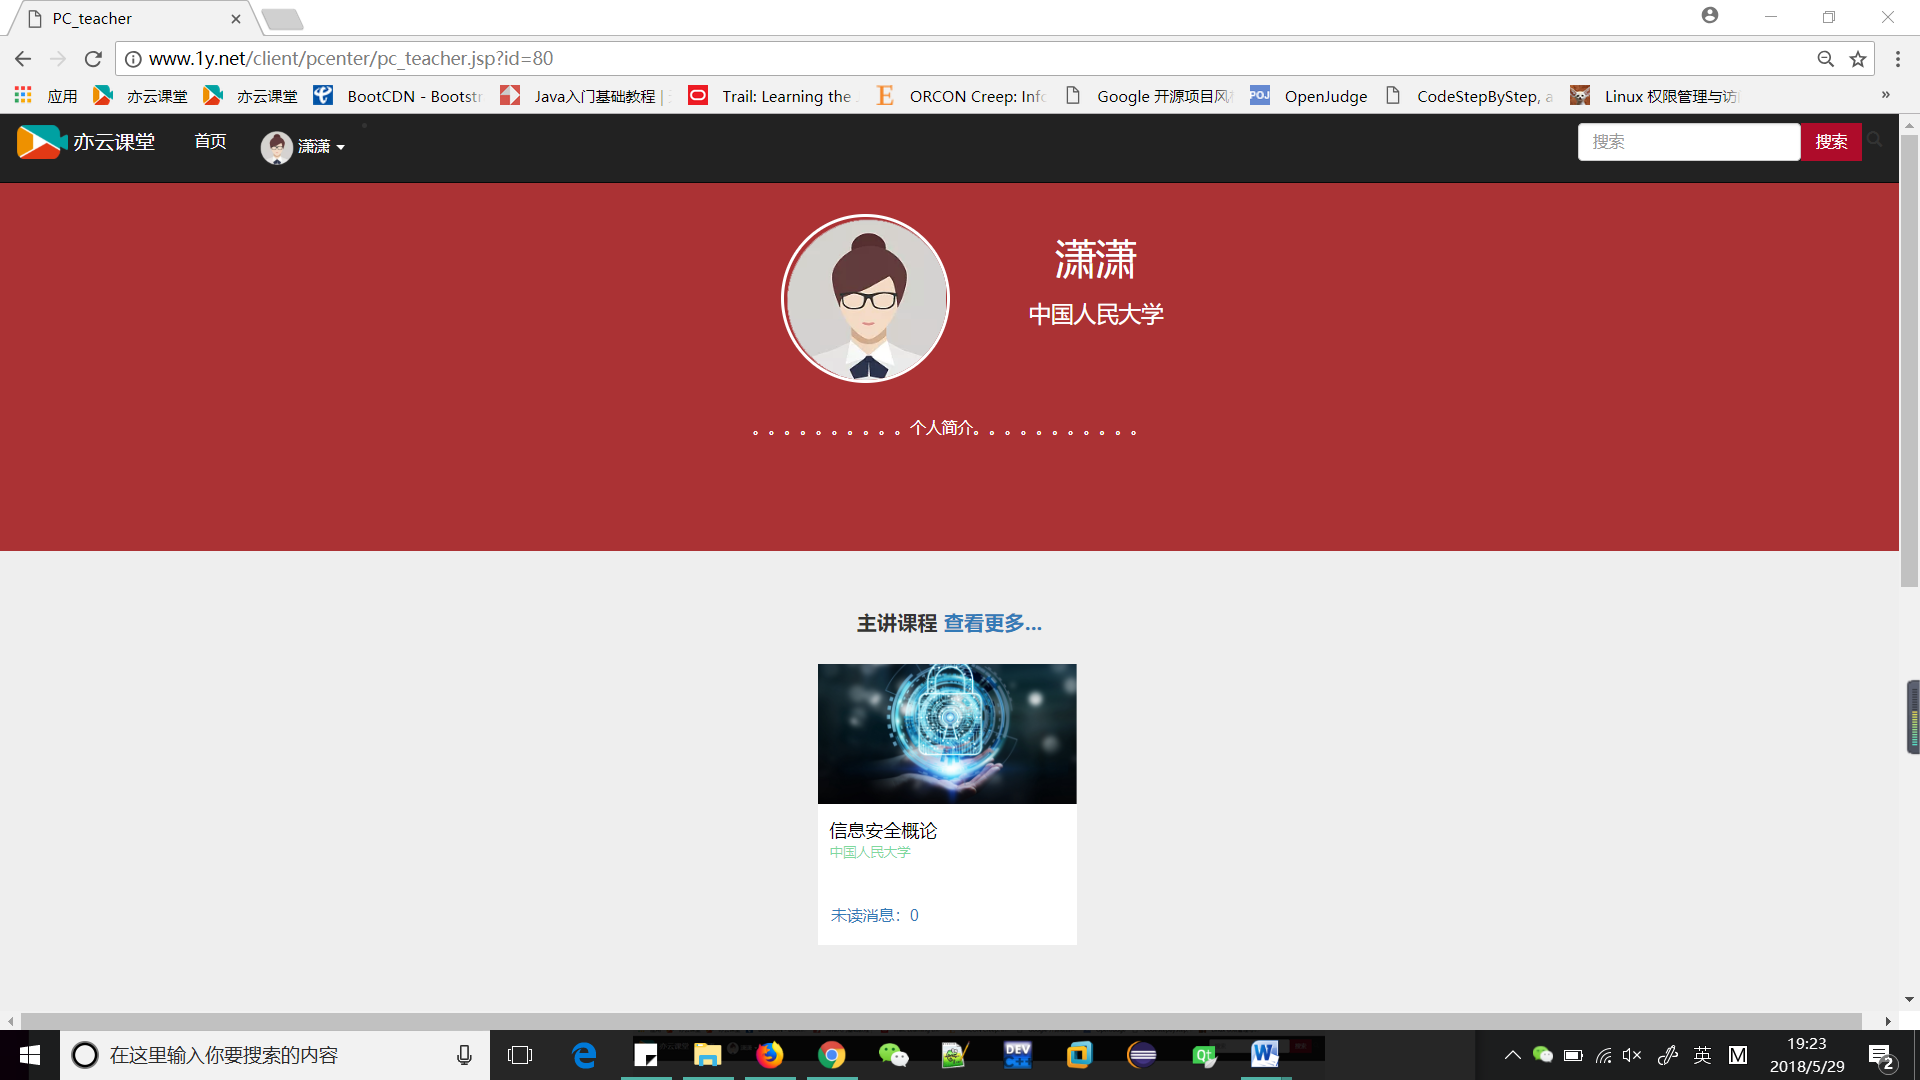 PC_teacher
www.1y.net/client/pcenter/pc_teacher.jsp?id=80
应用 亦云课堂 亦云课堂 BootCDN - Bootstr Java入门基础教程 | Trail: Learning the ORCON Creep: Info Google 开源项目风 POJ OpenJudge CodeStepByStep, a Linux 权限管理与访 »
亦云课堂 首页 潇潇 搜索 搜索
潇潇
中国人民大学
。。。。。。。。。。个人简介。。。。。。。。。。。
主讲课程 查看更多...
信息安全概论
中国人民大学
未读消息：0
在这里输入你要搜索的内容 DEV C++ Qt W 英 M 19:23
2018/5/29 2